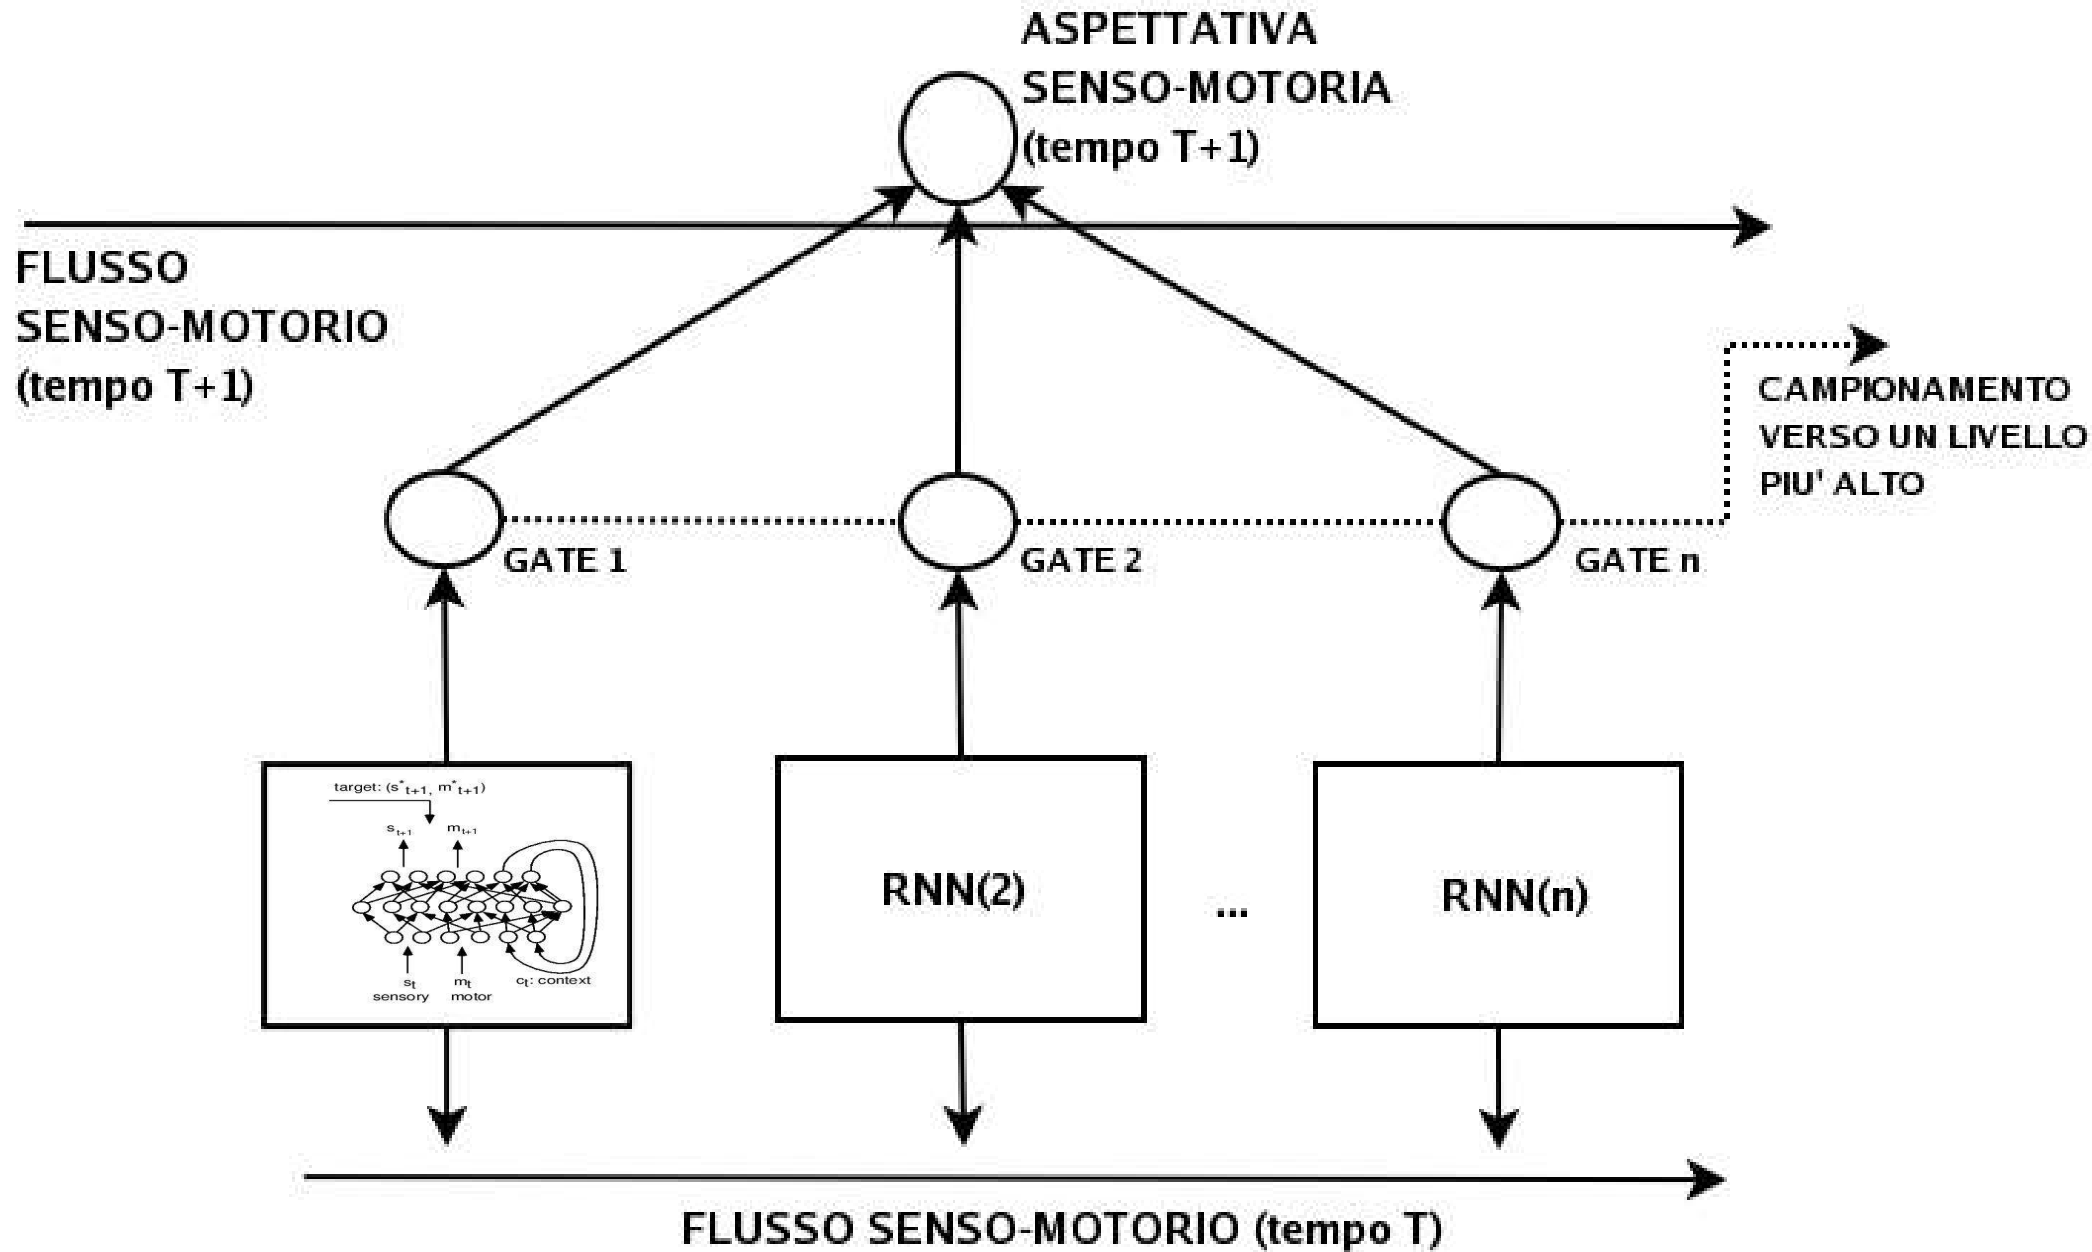 ASPETTATIVA
SENSO-MOTORIA
(tempo T+1)
FLUSSO
SENSO-MOTORIO
(tempo T+1)
CAMPIONAMENTO
VERSO UN LIVELLO
PIU' ALTO
GATE 1
GATE 2
GATE n
target: (s*t+1, m*t+1)
st+1 mt+1
st mt ct: context
sensory motor
RNN(2)
...
RNN(n)
FLUSSO SENSO-MOTORIO (tempo T)